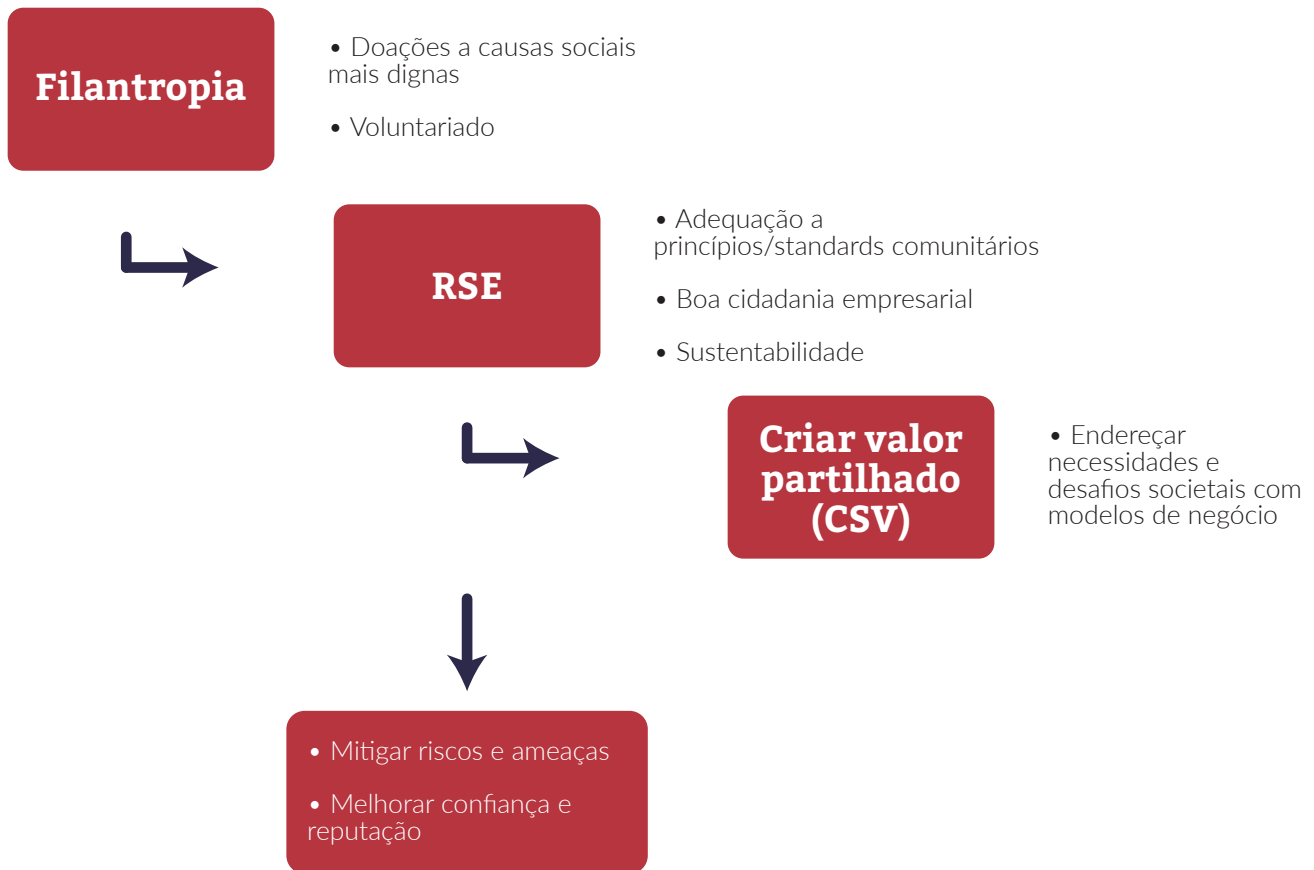 Filantropia
• Doações a causas sociais
mais dignas
• Voluntariado
RSE
• Adequação a
princípios/standards comunitários
• Boa cidadania empresarial
• Sustentabilidade
Criar valor
partilhado
(CSV)
• Endereçar
necessidades e
desafios societais com
modelos de negócio
• Mitigar riscos e ameaças
• Melhorar confiança e
reputação